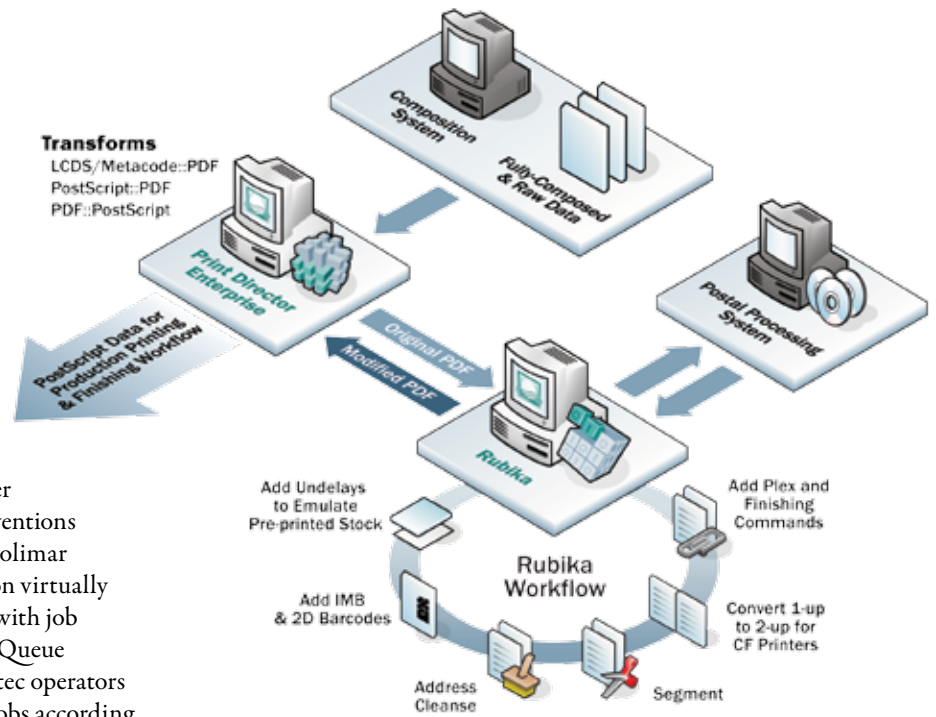 Composition
System
Fully-Composed
& Raw Data
Transforms
LCDS/Metacode::PDF
PostScript::PDF
PDF::PostScript
Print Director
Enterprise
Postal Processing
System
PostScript Data for
Production Printing
& Finishing Workflow
Original PDF
Modified PDF
Rubika
Add Undelays
to Emulate
Pre-printed Stock
Add Plex and
Finishing
Commands
Rubika
Workflow
Add IMB
& 2D Barcodes
Convert 1-up
to 2-up for
CF Printers
Address
Cleanse
Segment
er
ventions
olimar
on virtually
with job
Queue
tec operators
obs according